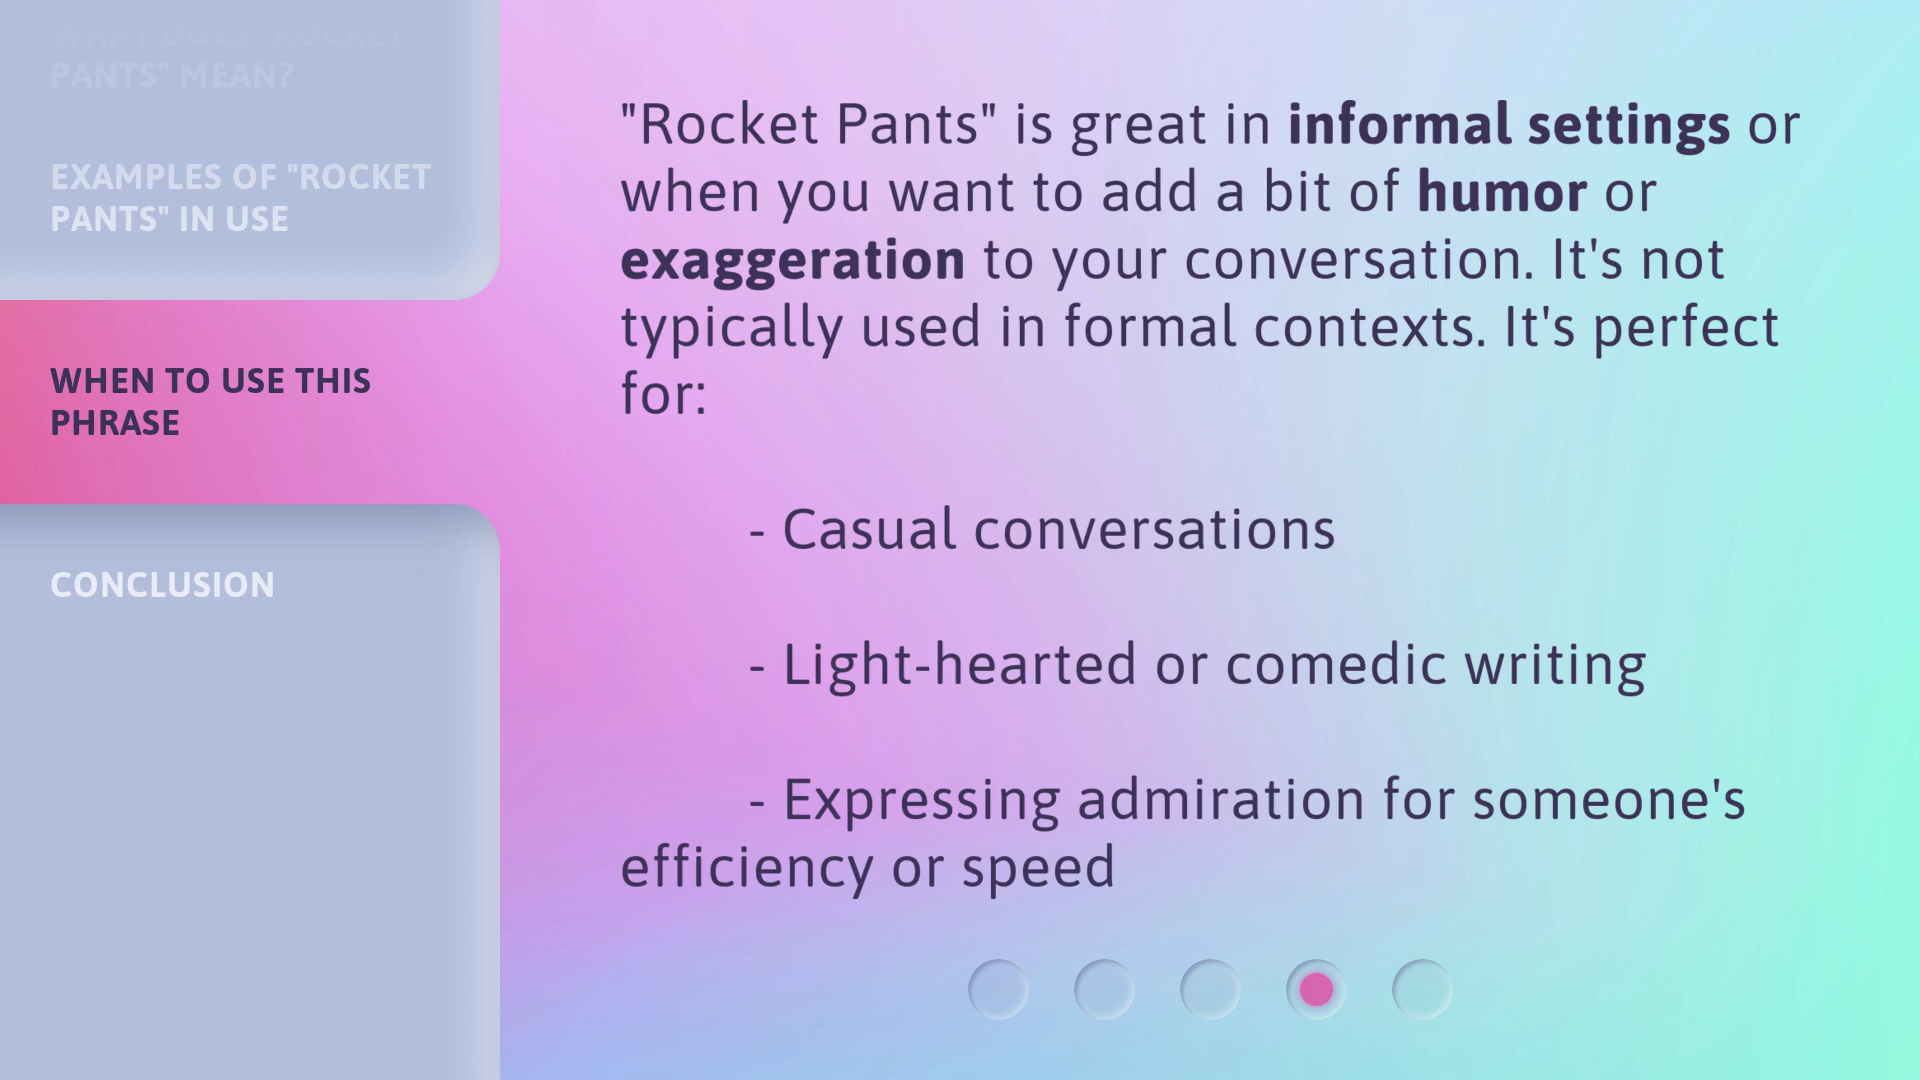 WHAT DOES "ROCKET
PANTS" MEAN?
EXAMPLES OF "ROCKET
PANTS" IN USE
WHEN TO USE THIS
PHRASE
CONCLUSION
"Rocket Pants" is great in informal settings or
when you want to add a bit of humor or
exaggeration to your conversation. It's not
typically used in formal contexts. It's perfect
for:
- Casual conversations
- Light-hearted or comedic writing
- Expressing admiration for someone's
efficiency or speed